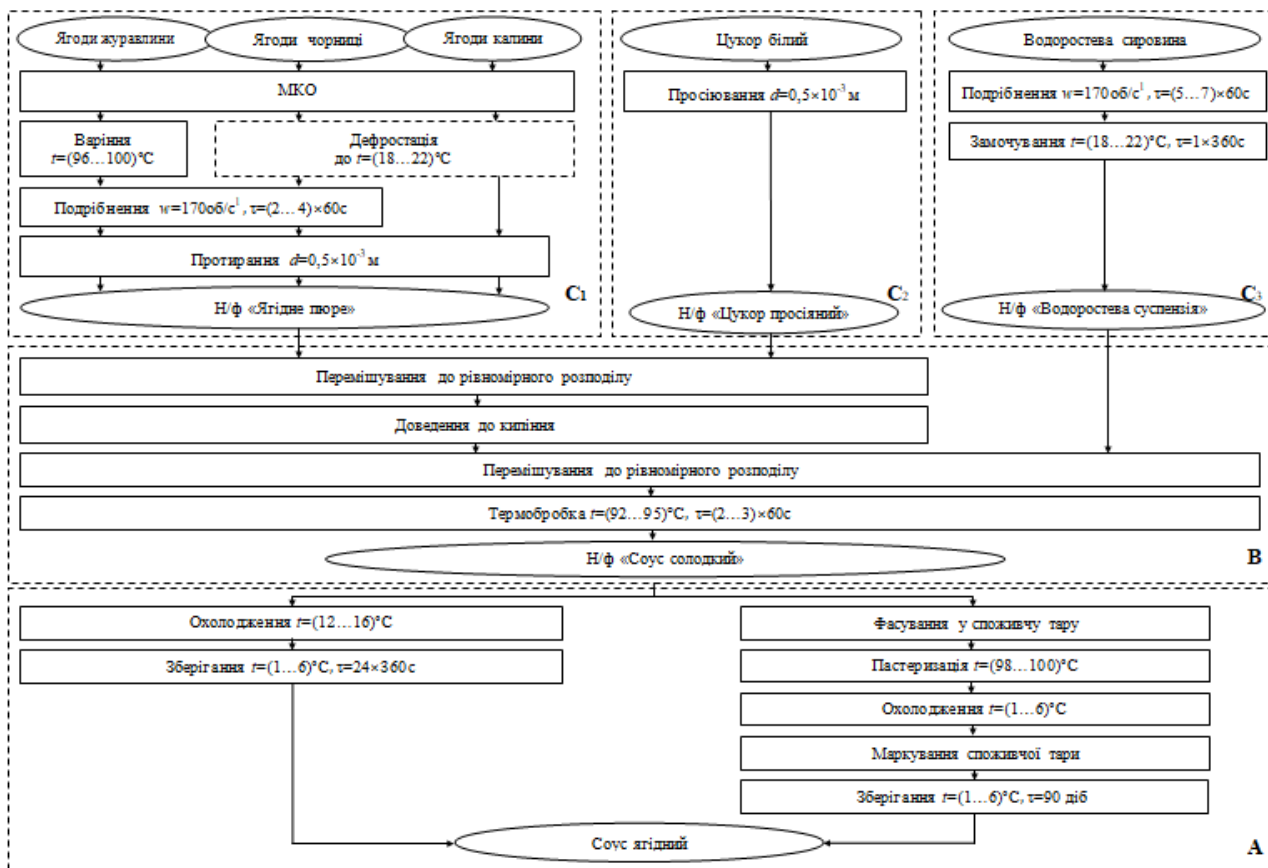 Ягоди журавлини
Ягоди чорниці
Ягоди калини
МКО
Варіння
t=(96…100)°С
Дефростація
до t=(18…22)°С
Подрібнення w=170об/с¹, τ=(2…4)×60с
Протирання d=0,5×10⁻³ м
Н/ф «Ягідне пюре»
С₁
Цукор білий
Просіювання d=0,5×10⁻³ м
Н/ф «Цукор просіяний»
С₂
Водоростева сировина
Подрібнення w=170об/с¹, τ=(5…7)×60с
Замочування t=(18…22)°С, τ=1×360с
Н/ф «Водоростева суспензія»
С₃
Перемішування до рівномірного розподілу
Доведення до кипіння
Перемішування до рівномірного розподілу
Термобробка t=(92…95)°С, τ=(2…3)×60с
Н/ф «Соус солодкий»
В
Охолодження t=(12…16)°С
Зберігання t=(1…6)°С, τ=24×360с
Фасування у споживчу тару
Пастеризація t=(98…100)°С
Охолодження t=(1…6)°С
Маркування споживчої тари
Зберігання t=(1…6)°С, τ=90 діб
Соус ягідний
А